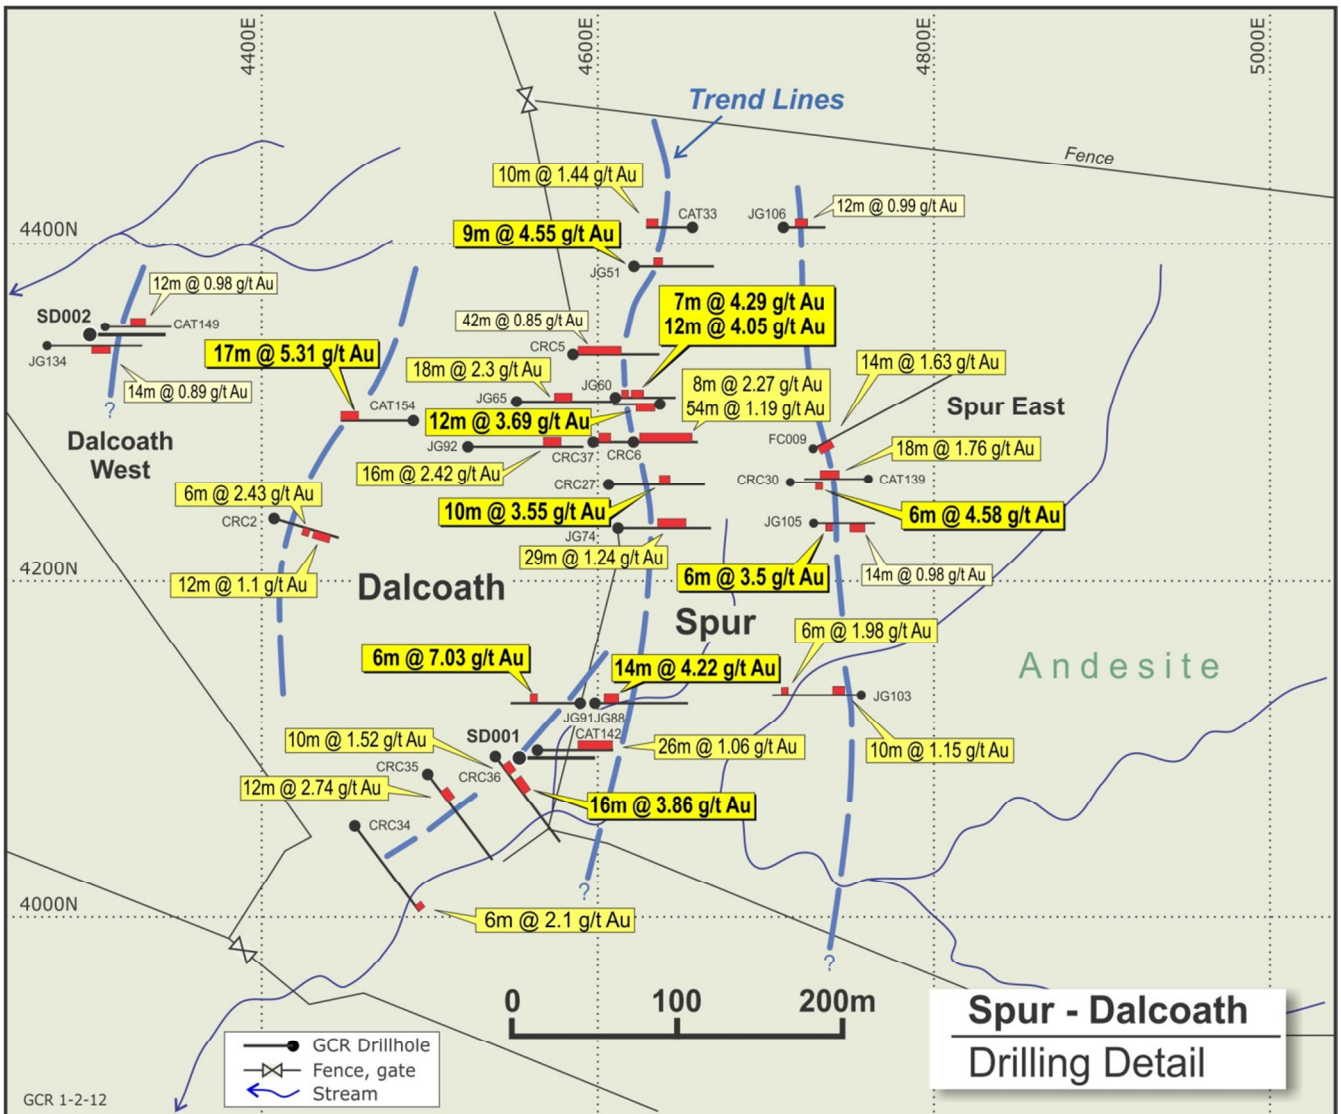 4400E
4600E
4800E
5000E
Trend Lines
Fence
10m @ 1.44 g/t Au
CAT33
JG106
12m @ 0.99 g/t Au
4400N
9m @ 4.55 g/t Au
JG51
12m @ 0.98 g/t Au
SD002
CAT149
JG134
14m @ 0.89 g/t Au
?
Dalcoath
West
17m @ 5.31 g/t Au
CAT154
42m @ 0.85 g/t Au
CRC5
7m @ 4.29 g/t Au
12m @ 4.05 g/t Au
18m @ 2.3 g/t Au
JG60
JG65
8m @ 2.27 g/t Au
54m @ 1.19 g/t Au
14m @ 1.63 g/t Au
Spur East
12m @ 3.69 g/t Au
JG92
CRC37
CRC6
FC009
18m @ 1.76 g/t Au
16m @ 2.42 g/t Au
CRC27
CRC30
CAT139
6m @ 2.43 g/t Au
CRC2
10m @ 3.55 g/t Au
6m @ 4.58 g/t Au
JG74
JG105
29m @ 1.24 g/t Au
12m @ 1.1 g/t Au
6m @ 3.5 g/t Au
14m @ 0.98 g/t Au
4200N
Dalcoath
Spur
6m @ 1.98 g/t Au
Andesite
6m @ 7.03 g/t Au
14m @ 4.22 g/t Au
JG103
JG91
JG88
10m @ 1.52 g/t Au
SD001
CAT142
26m @ 1.06 g/t Au
10m @ 1.15 g/t Au
CRC35
CRC36
12m @ 2.74 g/t Au
16m @ 3.86 g/t Au
CRC34
?
4000N
6m @ 2.1 g/t Au
?
0
100
200m
Spur - Dalcoath
Drilling Detail
GCR Drillhole
Fence, gate
Stream
GCR 1-2-12